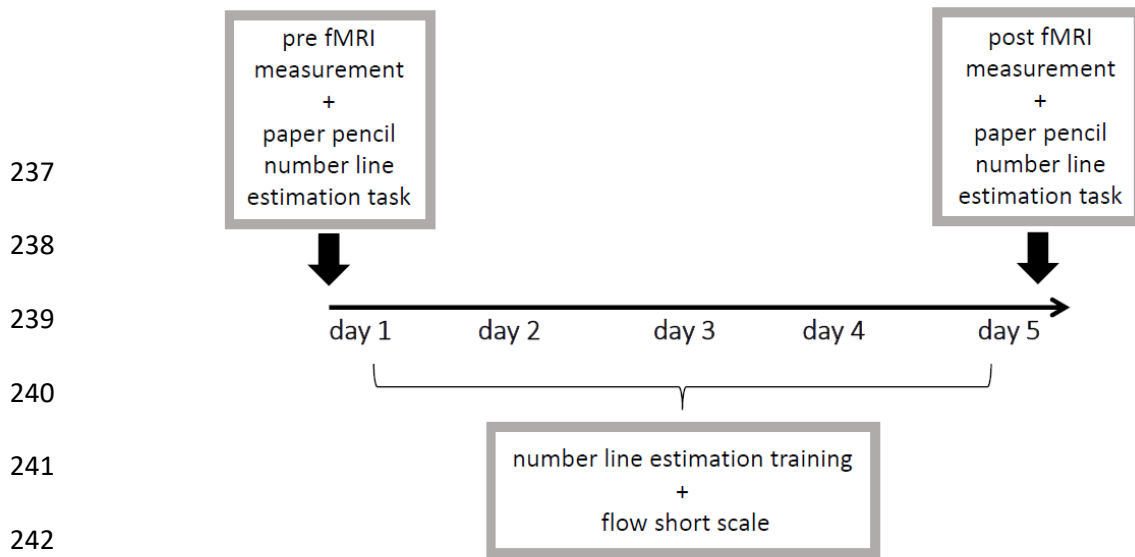 pre fMRI
measurement
+
paper pencil
number line
estimation task
post fMRI
measurement
+
paper pencil
number line
estimation task
237
238
239
day 1 day 2 day 3 day 4 day 5
240
number line estimation training
+
flow short scale
241
242